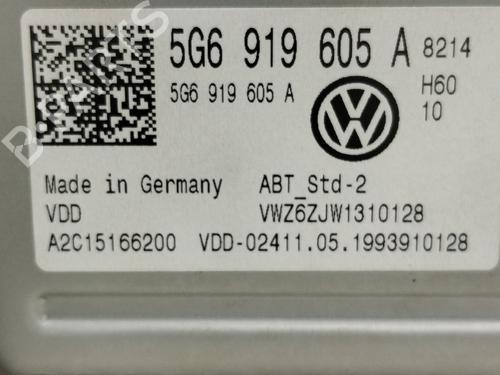 5G6 919 605 A 8214
5G6 919 605 A
H60
10
Made in Germany ABT_Std-2
VDD VWZ6ZJW1310128
A2C15166200 VDD-02411.05.1993910128
B-PARTS